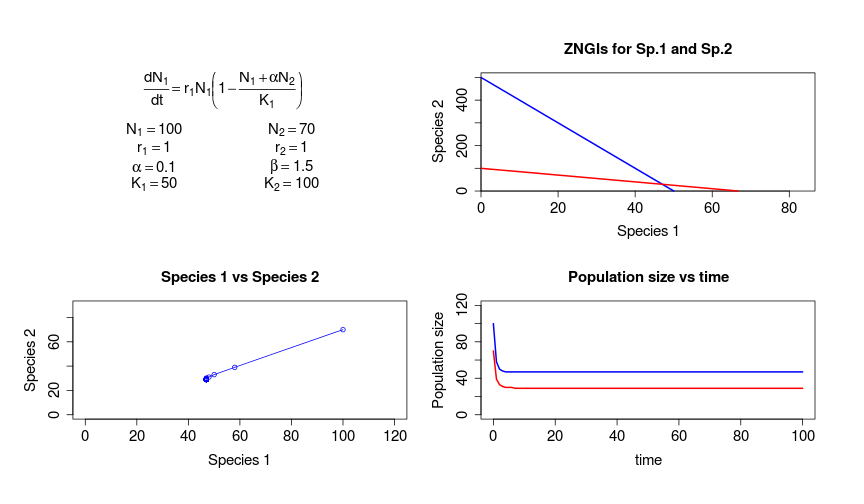 dN₁/dt = r₁N₁(1 − (N₁ + αN₂)/K₁)
N₁ = 100 N₂ = 70
r₁ = 1 r₂ = 1
α = 0.1 β = 1.5
K₁ = 50 K₂ = 100
ZNGIs for Sp.1 and Sp.2
Species 2
400
200
0
0 20 40 60 80
Species 1
Species 1 vs Species 2
Species 2
60
20
0
0 20 40 60 80 100 120
Species 1
Population size vs time
Population size
120
80
40
0
0 20 40 60 80 100
time